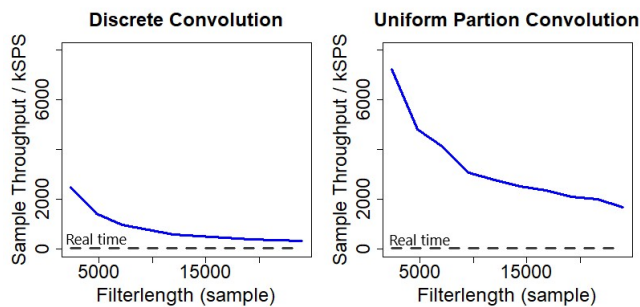 Discrete Convolution
Sample Throughput / kSPS
0 2000 6000
Real time
5000 15000
Filterlength (sample)
Uniform Partion Convolution
Sample Throughput / kSPS
0 2000 6000
Real time
5000 15000
Filterlength (sample)